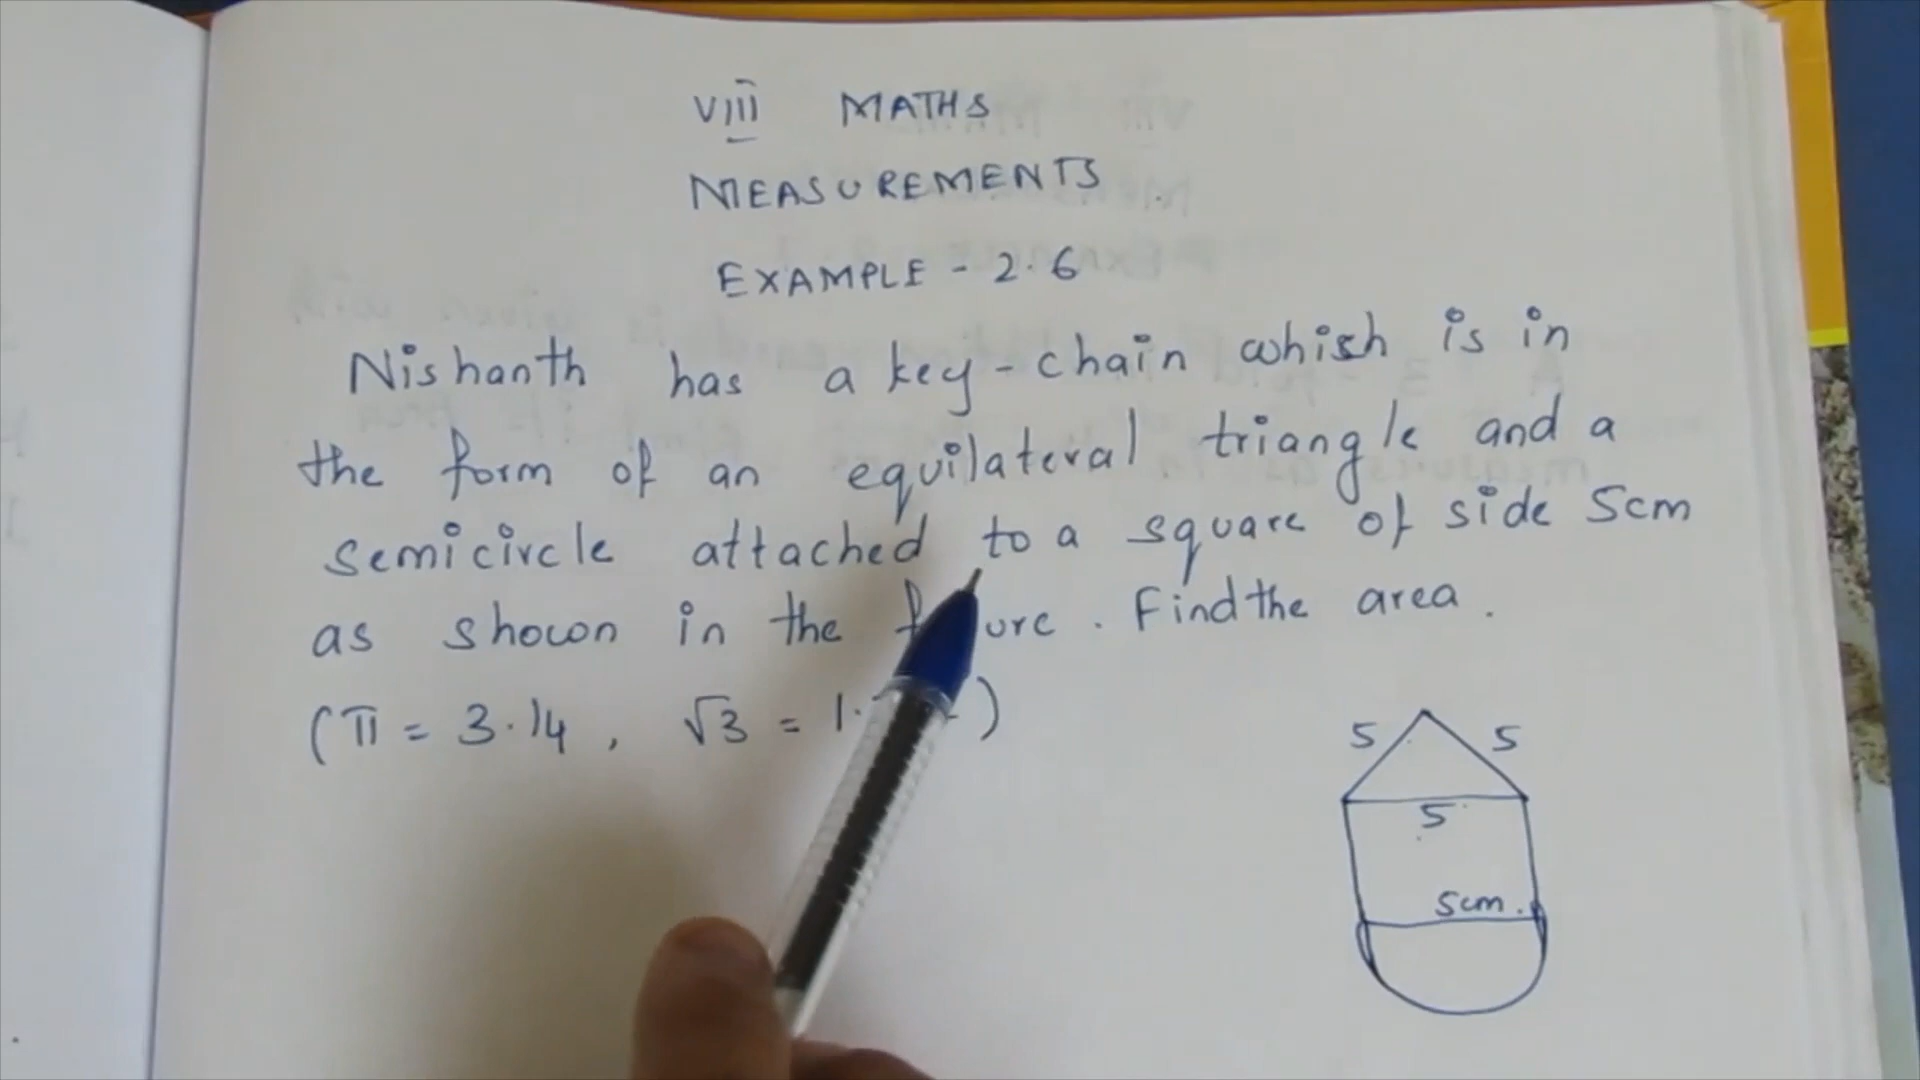 VIII MATHS
MEASUREMENTS
EXAMPLE - 2.6
Nishanth has a key-chain which is in
the form of an equilateral triangle and a
semicircle attached to a square of side 5cm
as shown in the . Find the area.
(π = 3.14, √3 = 1. )
5 5
5
5cm.